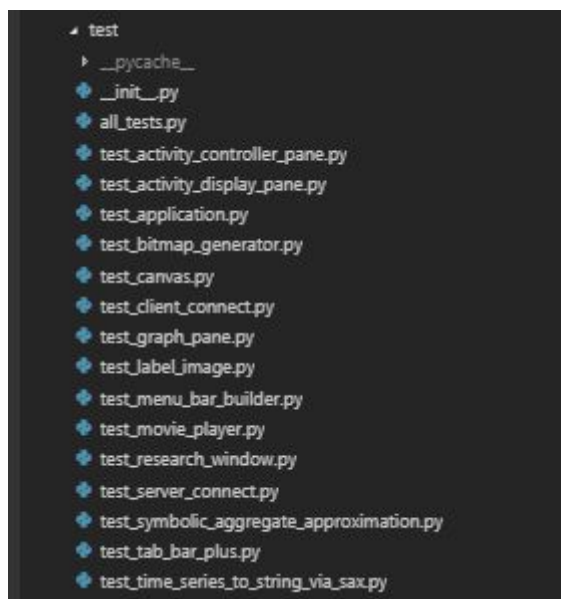 test
__pycache__
__init__.py
all_tests.py
test_activity_controller_pane.py
test_activity_display_pane.py
test_application.py
test_bitmap_generator.py
test_canvas.py
test_client_connect.py
test_graph_pane.py
test_label_image.py
test_menu_bar_builder.py
test_movie_player.py
test_research_window.py
test_server_connect.py
test_symbolic_aggregate_approximation.py
test_tab_bar_plus.py
test_time_series_to_string_via_sax.py